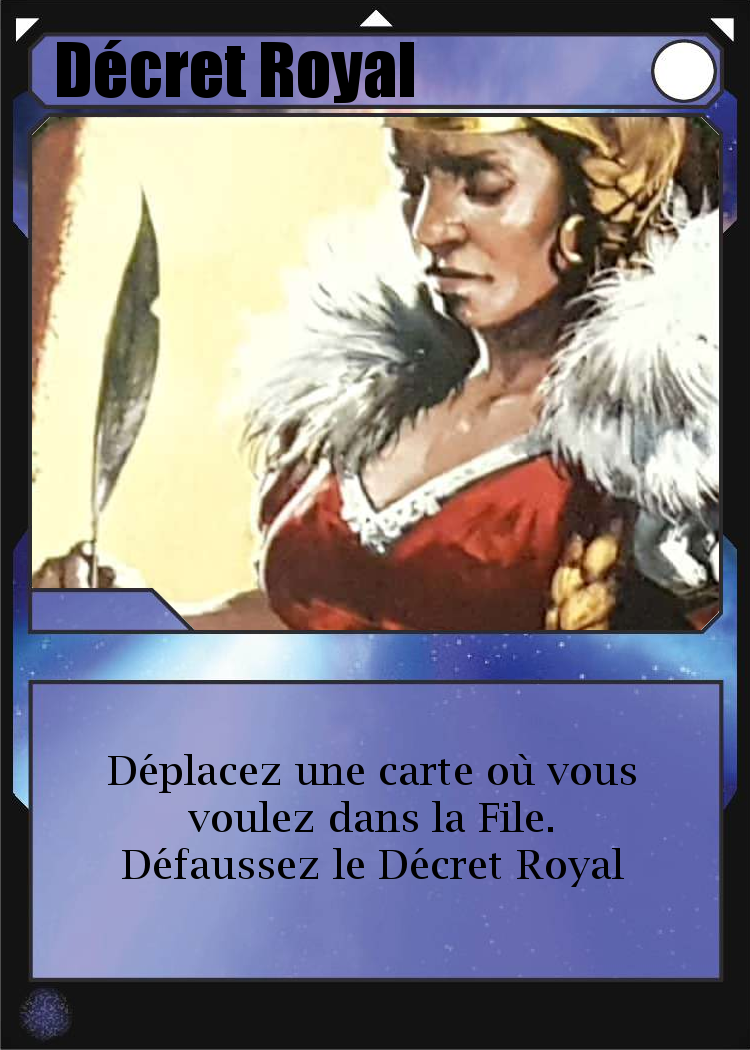 Décret Royal
Déplacez une carte où vous
voulez dans la File.
Défaussez le Décret Royal